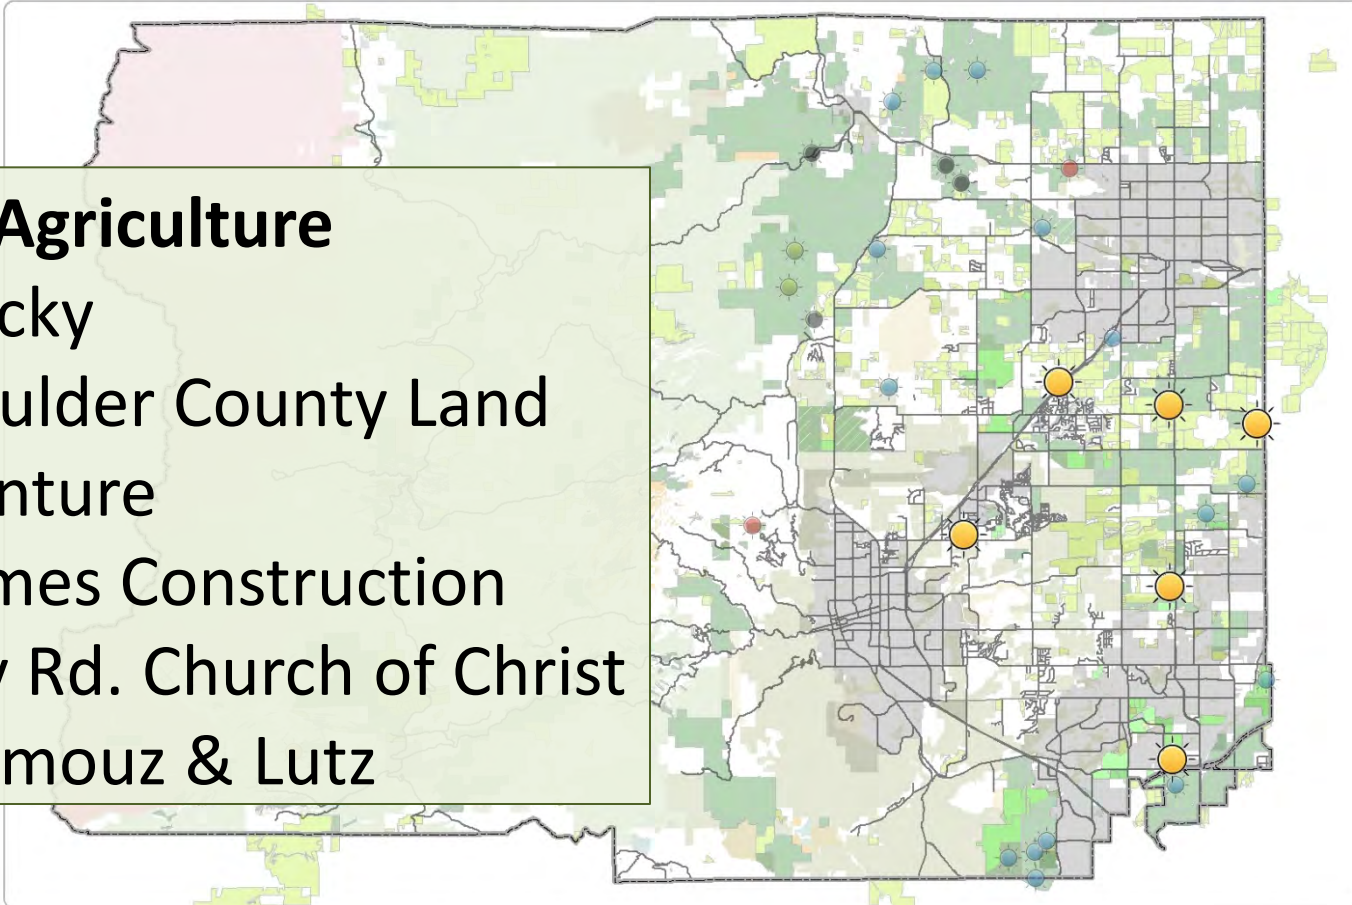 Agriculture
cky
ulder County Land
nture
mes Construction
Rd. Church of Christ
mouz & Lutz